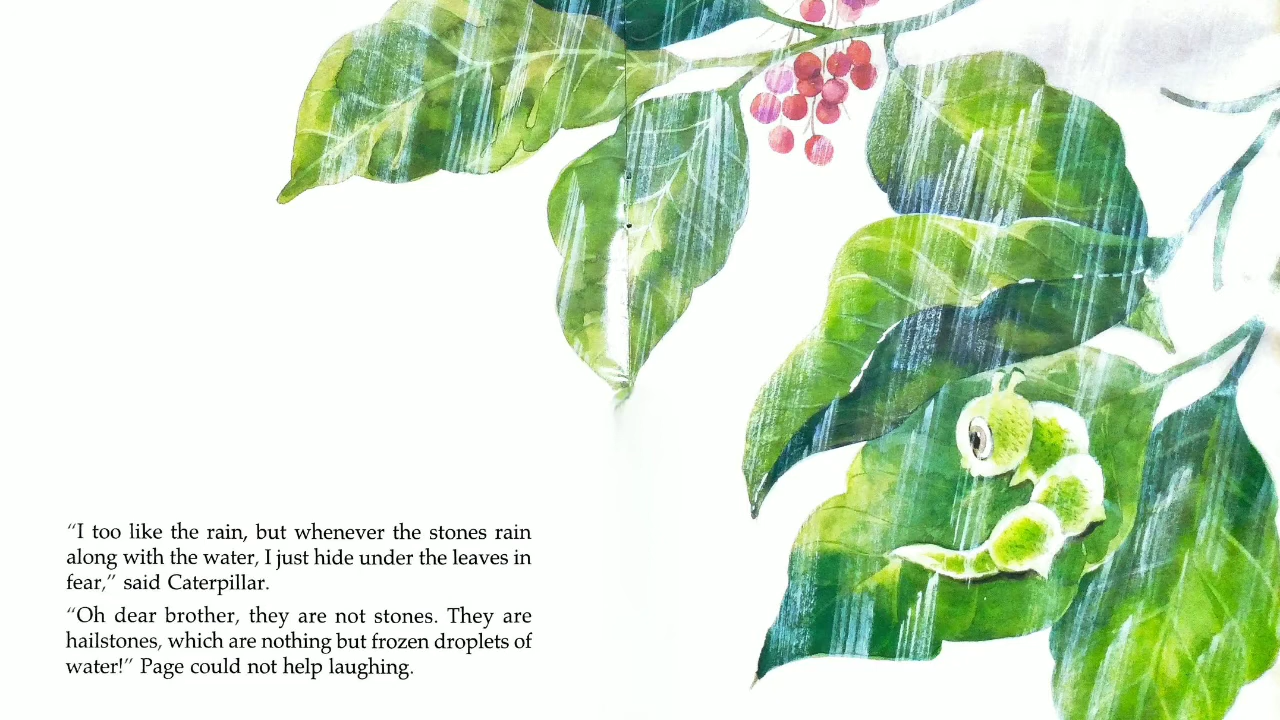 “I too like the rain, but whenever the stones rain
along with the water, I just hide under the leaves in
fear,” said Caterpillar.
“Oh dear brother, they are not stones. They are
hailstones, which are nothing but frozen droplets of
water!” Page could not help laughing.